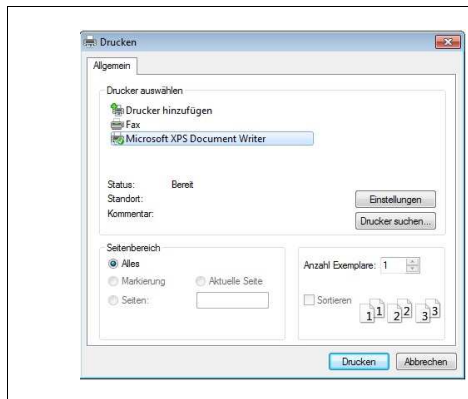 Drucken
Allgemein
Drucker auswählen
Drucker hinzufügen
Fax
Microsoft XPS Document Writer
Status: Bereit
Standort:
Kommentar:
Einstellungen
Drucker suchen...
Seitenbereich
Alles
Markierung Aktuelle Seite
Seiten:
Anzahl Exemplare: 1
Sortieren
1 1 2 2 3 3
Drucken Abbrechen